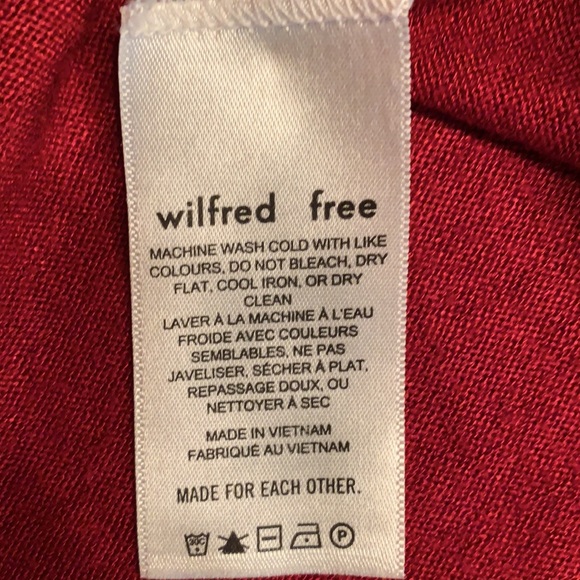 wilfred free
MACHINE WASH COLD WITH LIKE
COLOURS, DO NOT BLEACH, DRY
FLAT, COOL IRON, OR DRY
CLEAN
LAVER À LA MACHINE À L'EAU
FROIDE AVEC COULEURS
SEMBLABLES, NE PAS
JAVELISER, SÉCHER À PLAT,
REPASSAGE DOUX, OU
NETTOYER À SEC
MADE IN VIETNAM
FABRIQUÉ AU VIETNAM
MADE FOR EACH OTHER.
30C P